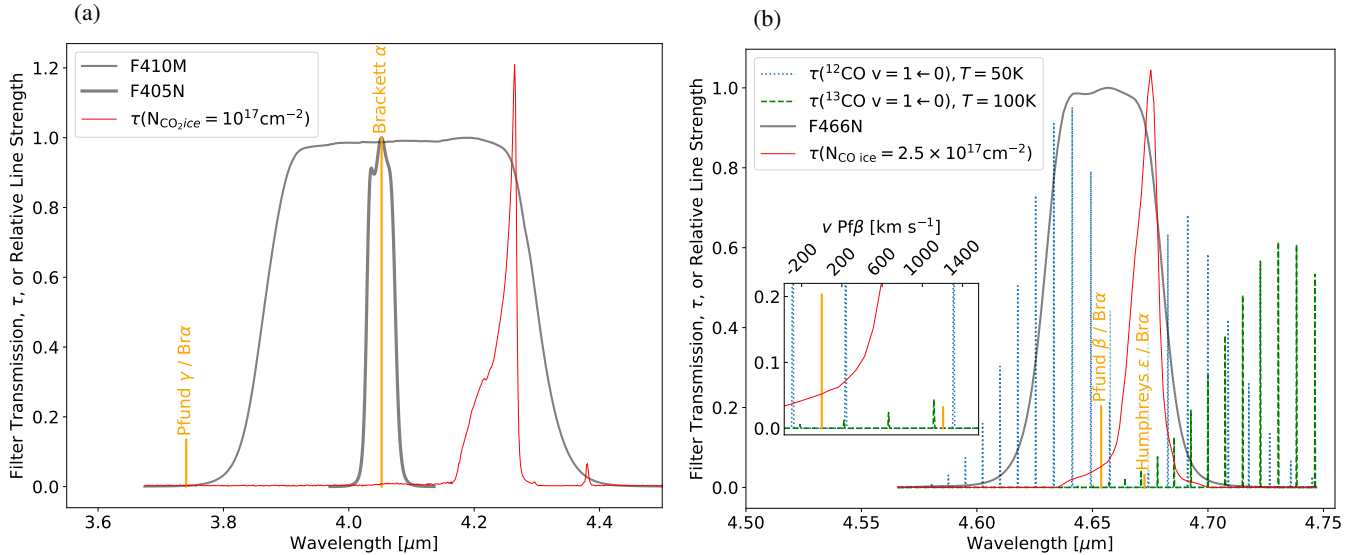 (a)
F410M
F405N
τ(N_CO₂ice = 10¹⁷cm⁻²)
Brackett α
Pfund γ / Brα
Filter Transmission, τ, or Relative Line Strength
0.0
0.2
0.4
0.6
0.8
1.0
1.2
3.6
3.8
4.0
4.2
4.4
Wavelength [μm]
(b)
τ(¹²CO v = 1 ← 0), T = 50K
τ(¹³CO v = 1 ← 0), T = 100K
F466N
τ(N_CO ice = 2.5 × 10¹⁷cm⁻²)
v Pfβ [km s⁻¹]
-200
200
600
1000
1400
0.2
0.1
0.0
Pfund β / Brα
Humphreys ε / Brα
Filter Transmission, τ, or Relative Line Strength
0.0
0.2
0.4
0.6
0.8
1.0
4.50
4.55
4.60
4.65
4.70
4.75
Wavelength [μm]